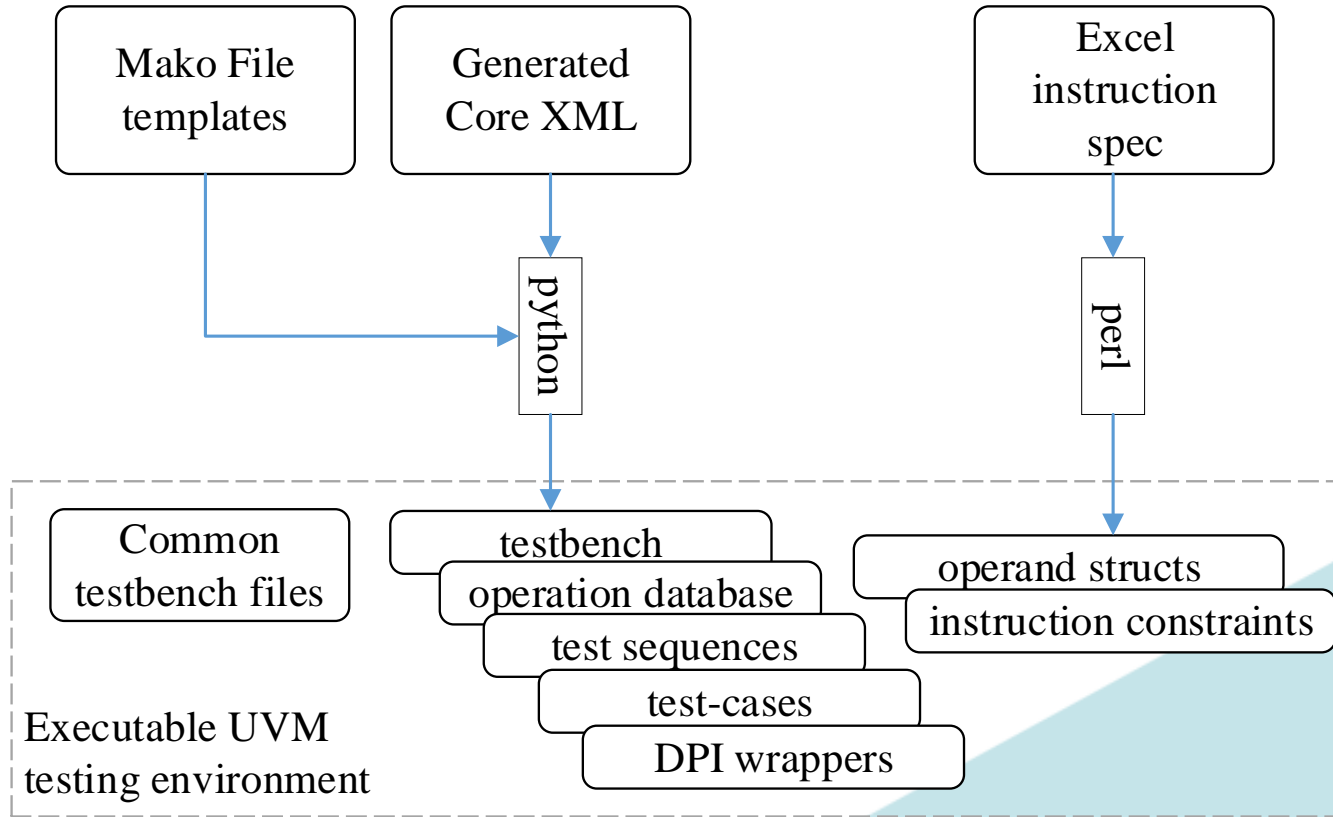 Mako File
templates
Generated
Core XML
Excel
instruction
spec
python
perl
Common
testbench files
testbench
operation database
test sequences
test-cases
DPI wrappers
operand structs
instruction constraints
Executable UVM
testing environment